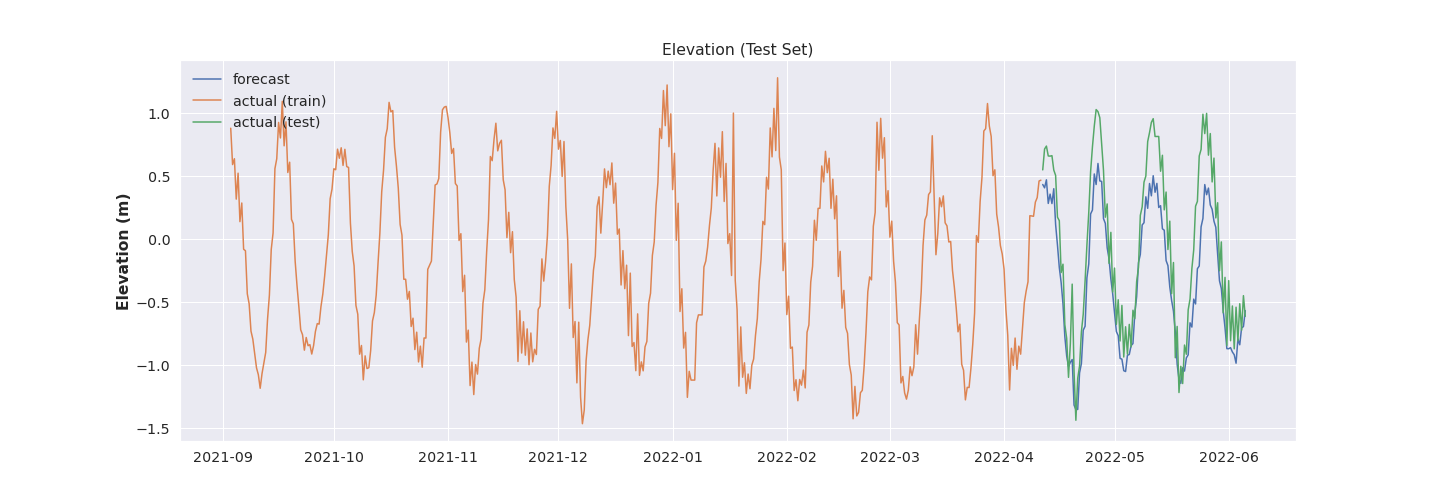 Elevation (Test Set)
forecast
actual (train)
actual (test)
Elevation (m)
1.0
0.5
0.0
−0.5
−1.0
−1.5
2021-09 2021-10 2021-11 2021-12 2022-01 2022-02 2022-03 2022-04 2022-05 2022-06